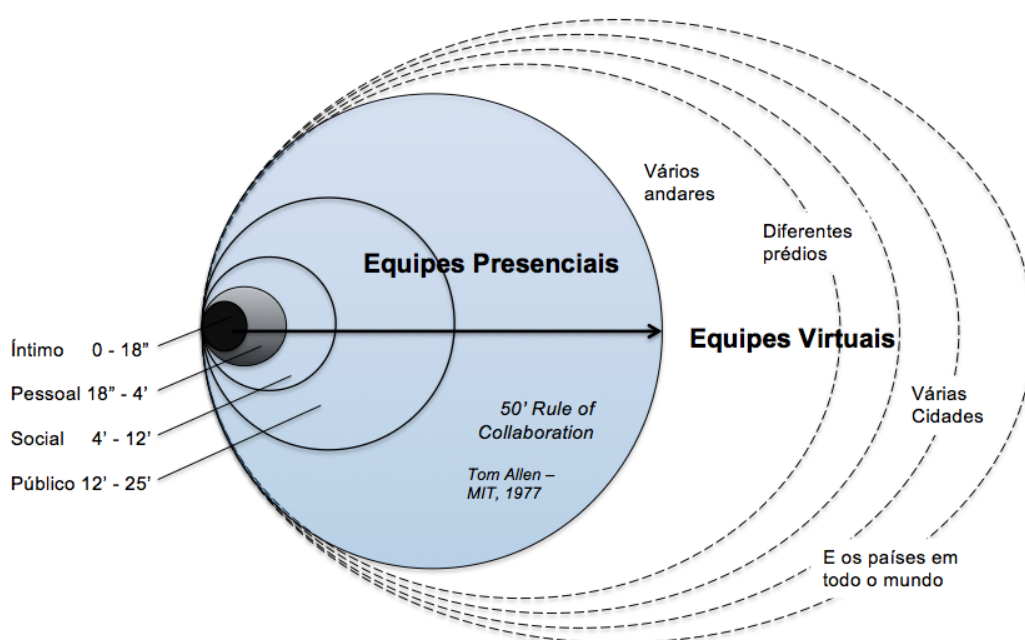 Vários
andares
Diferentes
prédios
Equipes Presenciais
Equipes Virtuais
Íntimo 0 - 18”
Pessoal 18” - 4’
Social 4’ - 12’
Público 12’ - 25’
50’ Rule of
Collaboration
Tom Allen –
MIT, 1977
Várias
Cidades
E os países em
todo o mundo